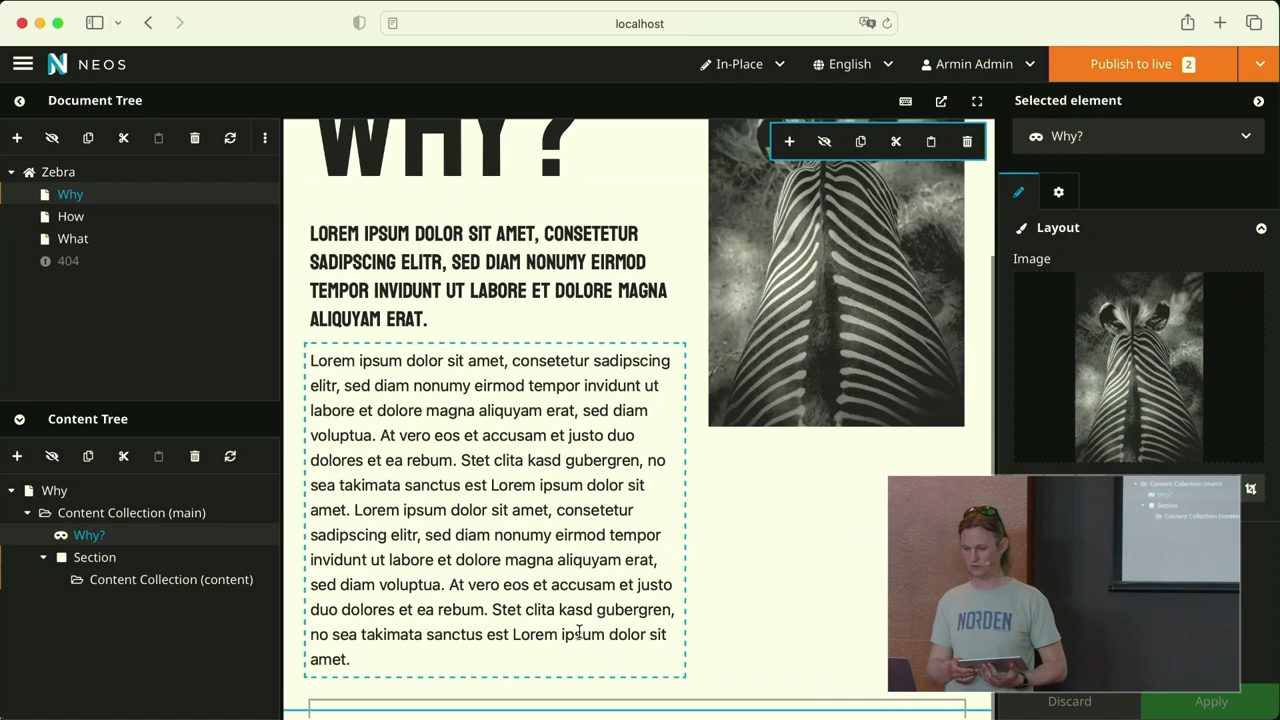 localhost
NEOS
In-Place
English
Armin Admin
Publish to live 2
Document Tree
Zebra
Why
How
What
404
Content Tree
Why
Content Collection (main)
Why?
Section
Content Collection (content)
WHY?
LOREM IPSUM DOLOR SIT AMET, CONSETETUR
SADIPSCING ELITR, SED DIAM NONUMY EIRMOD
TEMPOR INVIDUNT UT LABORE ET DOLORE MAGNA
ALIQUYAM ERAT.
Lorem ipsum dolor sit amet, consetetur sadipscing
elitr, sed diam nonumy eirmod tempor invidunt ut
labore et dolore magna aliquyam erat, sed diam
voluptua. At vero eos et accusam et justo duo
dolores et ea rebum. Stet clita kasd gubergren, no
sea takimata sanctus est Lorem ipsum dolor sit
amet. Lorem ipsum dolor sit amet, consetetur
sadipscing elitr, sed diam nonumy eirmod tempor
invidunt ut labore et dolore magna aliquyam erat,
sed diam voluptua. At vero eos et accusam et justo
duo dolores et ea rebum. Stet clita kasd gubergren,
no sea takimata sanctus est Lorem ipsum dolor sit
amet.
Selected element
Why?
Layout
Image
Content Collection (main)
Why?
Section
Content Collection
NORDEN
Discard
Apply